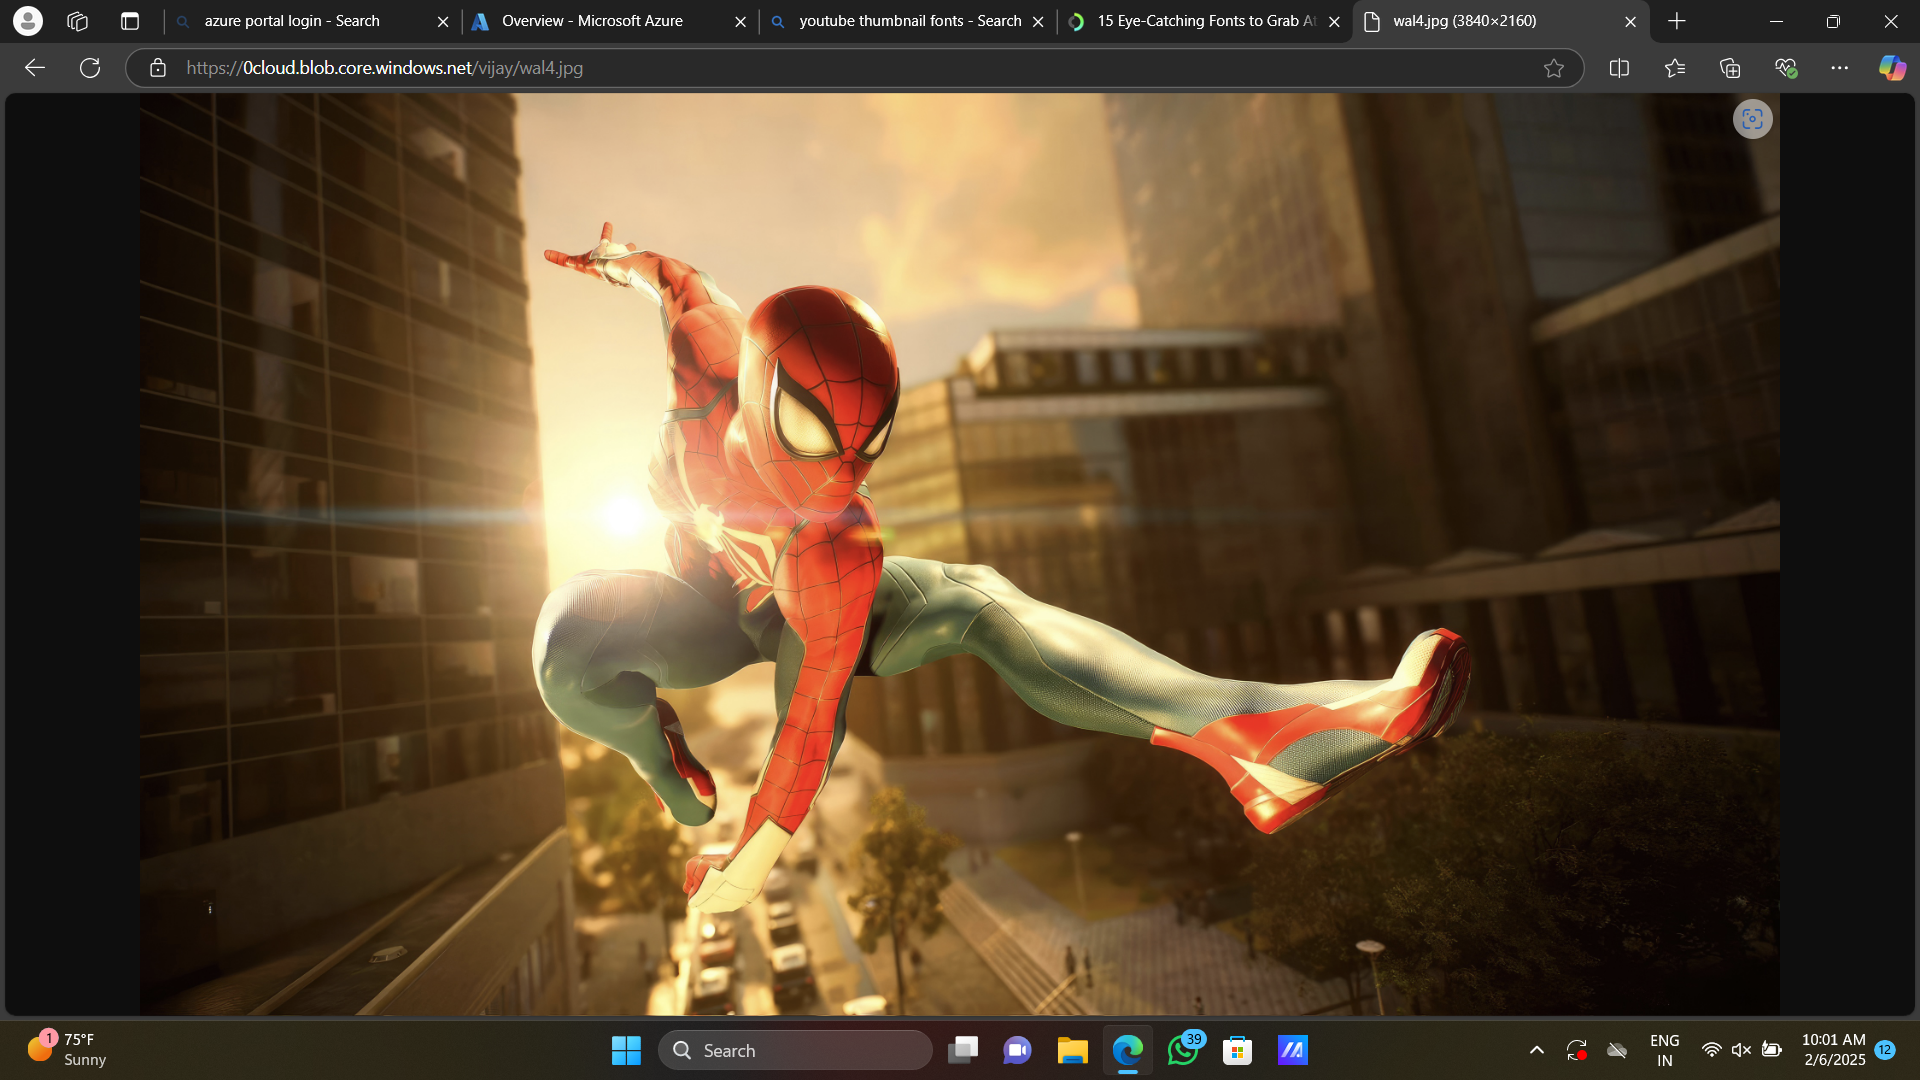 azure portal login - Search
Overview - Microsoft Azure
youtube thumbnail fonts - Search
15 Eye-Catching Fonts to Grab At
wal4.jpg (3840×2160)
https://0cloud.blob.core.windows.net/vijay/wal4.jpg
1
75°F
Sunny
Search
39
ENG
IN
10:01 AM
2/6/2025
12